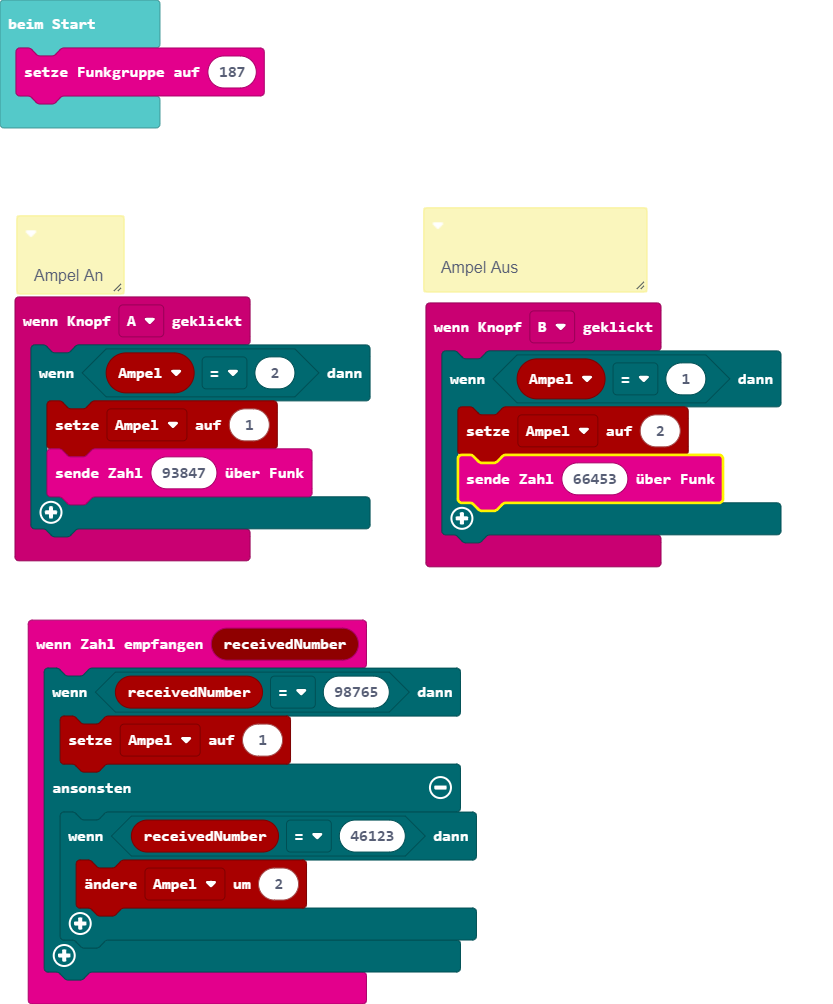 beim Start
setze Funkgruppe auf 187
Ampel An
wenn Knopf A geklickt
wenn Ampel = 2 dann
setze Ampel auf 1
sende Zahl 93847 über Funk
Ampel Aus
wenn Knopf B geklickt
wenn Ampel = 1 dann
setze Ampel auf 2
sende Zahl 66453 über Funk
wenn Zahl empfangen receivedNumber
wenn receivedNumber = 98765 dann
setze Ampel auf 1
ansonsten
wenn receivedNumber = 46123 dann
ändere Ampel um 2